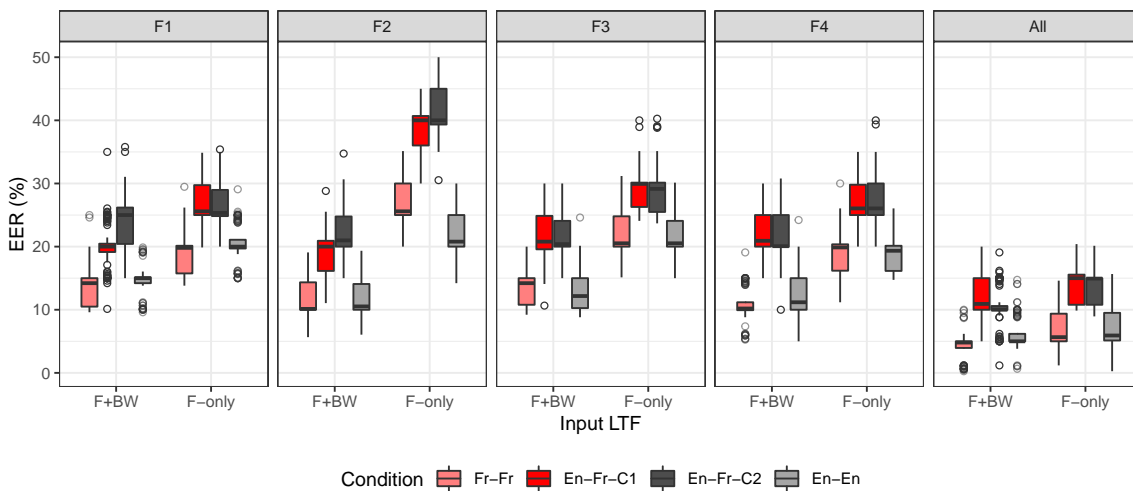 F1 F2 F3 F4 All
EER (%)
50
40
30
20
10
0
F+BW F−only F+BW F−only F+BW F−only F+BW F−only F+BW F−only
Input LTF
Condition Fr−Fr En−Fr−C1 En−Fr−C2 En−En